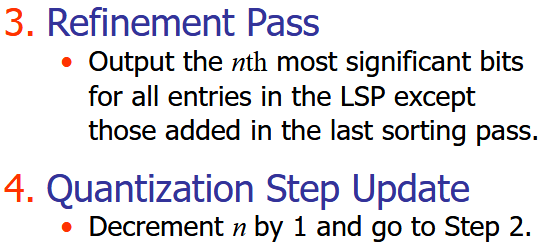 3. Refinement Pass
• Output the nth most significant bits
for all entries in the LSP except
those added in the last sorting pass.
4. Quantization Step Update
• Decrement n by 1 and go to Step 2.